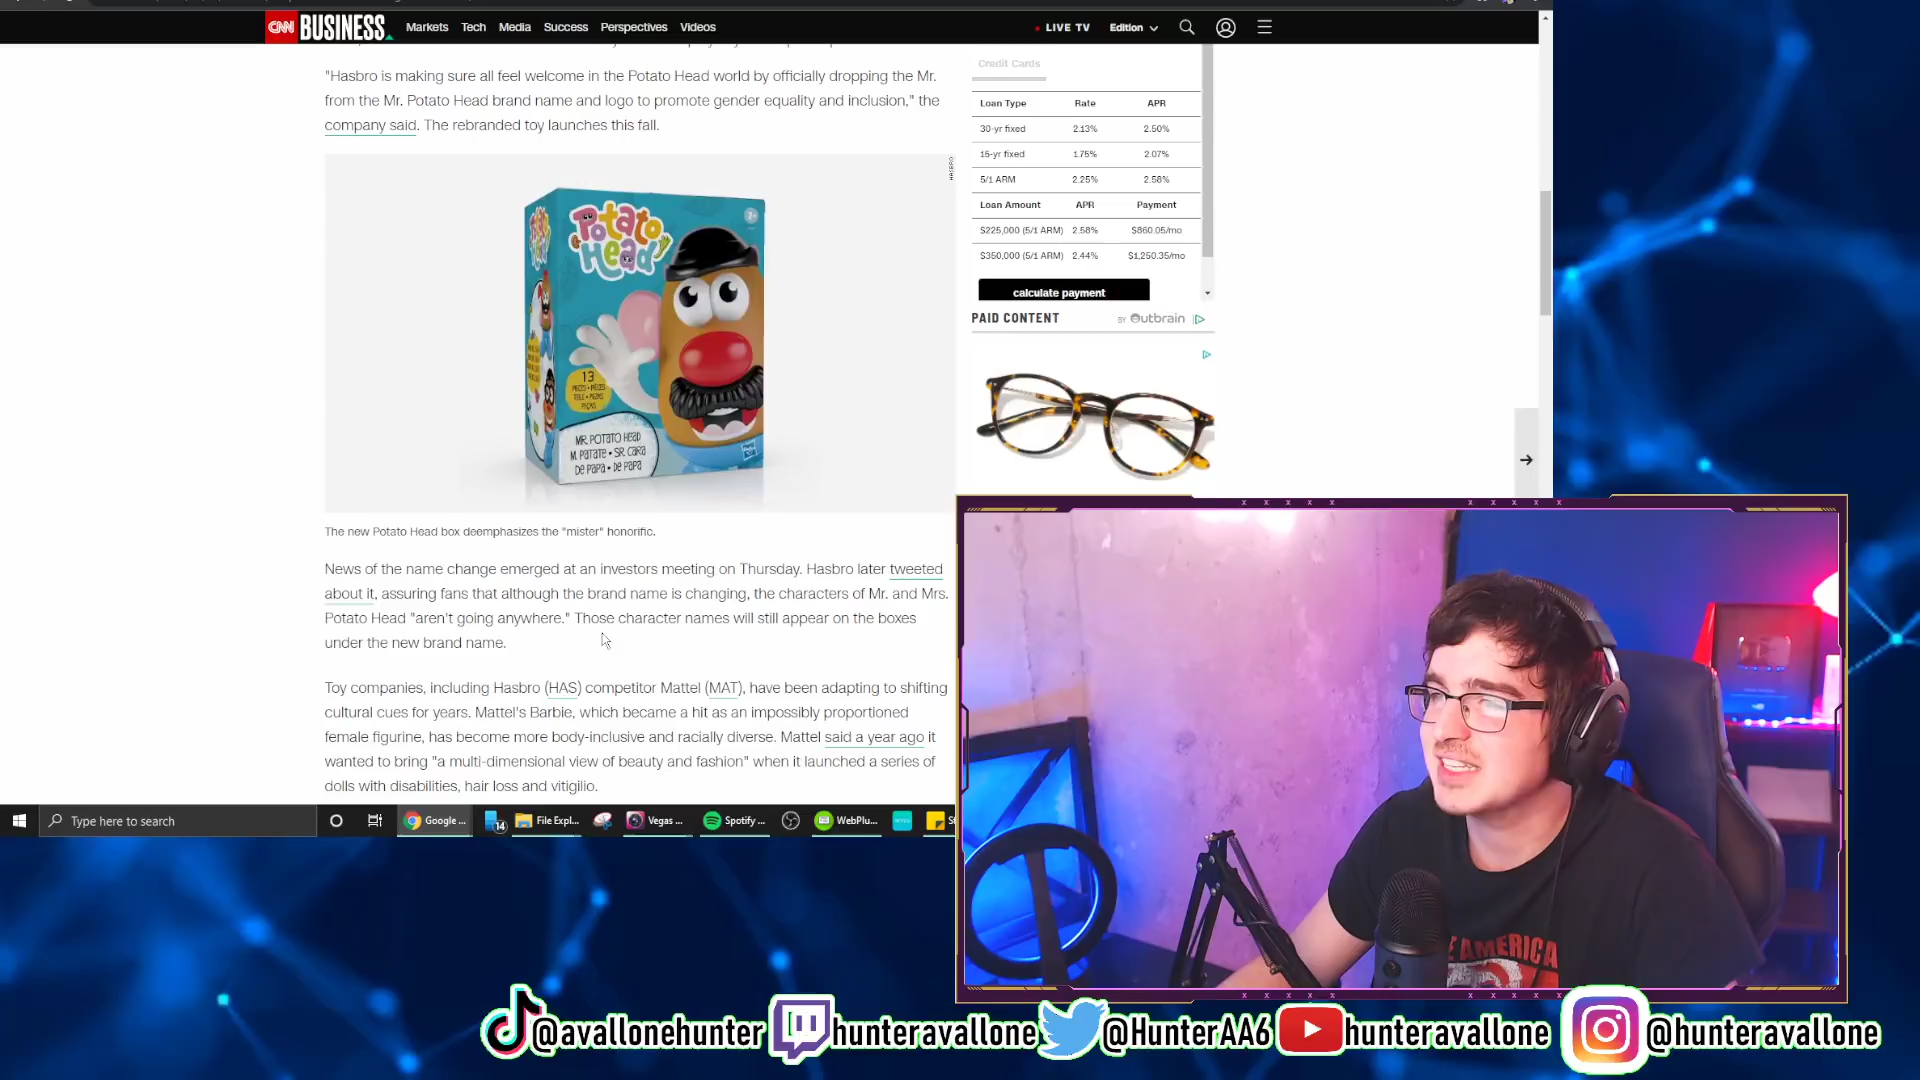 CNN BUSINESS Markets Tech Media Success Perspectives Videos LIVE TV Edition
"Hasbro is making sure all feel welcome in the Potato Head world by officially dropping the Mr.
from the Mr. Potato Head brand name and logo to promote gender equality and inclusion," the
company said. The rebranded toy launches this fall.
HASBRO
Potato
Head
2+
13
MR. POTATO HEAD
M. PATATE • SR. CARA
DE PAPA • DE PAPA
The new Potato Head box deemphasizes the "mister" honorific.
News of the name change emerged at an investors meeting on Thursday. Hasbro later tweeted
about it, assuring fans that although the brand name is changing, the characters of Mr. and Mrs.
Potato Head "aren't going anywhere." Those character names will still appear on the boxes
under the new brand name.
Toy companies, including Hasbro (HAS) competitor Mattel (MAT), have been adapting to shifting
cultural cues for years. Mattel's Barbie, which became a hit as an impossibly proportioned
female figurine, has become more body-inclusive and racially diverse. Mattel said a year ago it
wanted to bring "a multi-dimensional view of beauty and fashion" when it launched a series of
dolls with disabilities, hair loss and vitigilio.
Credit Cards
Loan Type Rate APR
30-yr fixed 2.13% 2.50%
15-yr fixed 1.75% 2.07%
5/1 ARM 2.25% 2.58%
Loan Amount APR Payment
$225,000 (5/1 ARM) 2.58% $860.05/mo
$350,000 (5/1 ARM) 2.44% $1,250.35/mo
calculate payment
PAID CONTENT BY Outbrain
Type here to search Google ... 14 File Expl... Vegas ... Spotify ... WebPlu...
E AMERICA
@avallonehunter hunteravallone @HunterAA6 hunteravallone @hunteravallone